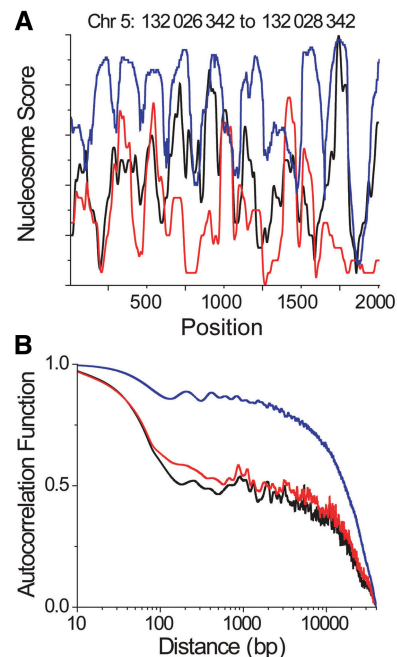 A
Chr 5: 132 026 342 to 132 028 342
Nucleosome Score
500 1000 1500 2000
Position
B
Autocorrelation Function
1.0
0.5
0.0
10 100 1000 10000
Distance (bp)